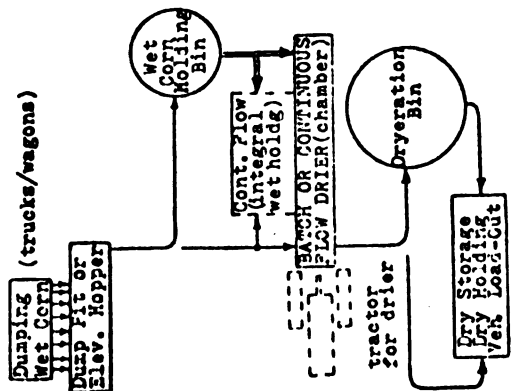 Dumping
Wet Corn
(trucks/wagons)
Dump Pit or
Elev. Hopper
Wet
Corn
Holding
Bin
Cont. Flow
(integral
wet holdg)
BATCH OR CONTINUOUS
FLOW DRIER(chamber)
tractor
for drier
Dryeration
Bin
Dry Storage
Dry Holding
Veh. Load-Out